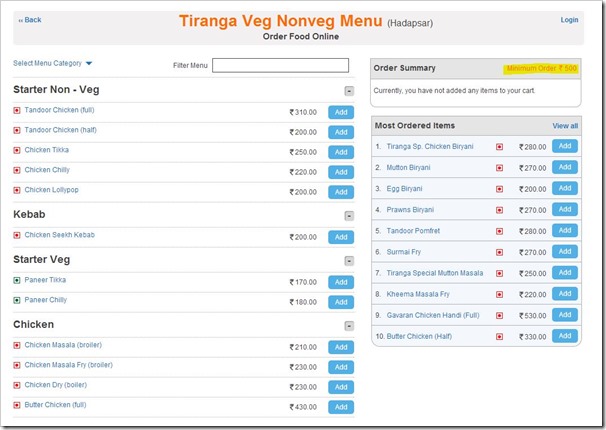 ‹‹ Back
Tiranga Veg Nonveg Menu (Hadapsar)
Order Food Online
Login
Select Menu Category
Filter Menu
Starter Non - Veg
-
Tandoor Chicken (full) ₹310.00 Add
Tandoor Chicken (half) ₹200.00 Add
Chicken Tikka ₹250.00 Add
Chicken Chilly ₹220.00 Add
Chicken Lollypop ₹200.00 Add
Kebab
-
Chicken Seekh Kebab ₹200.00 Add
Starter Veg
-
Paneer Tikka ₹170.00 Add
Paneer Chilly ₹180.00 Add
Chicken
-
Chicken Masala (broiler) ₹210.00 Add
Chicken Masala Fry (broiler) ₹230.00 Add
Chicken Dry (boiler) ₹230.00 Add
Butter Chicken (full) ₹430.00 Add
Order Summary Minimum Order ₹ 500
Currently, you have not added any items to your cart.
Most Ordered Items View all
1. Tiranga Sp. Chicken Biryani ₹280.00 Add
2. Mutton Biryani ₹270.00 Add
3. Egg Biryani ₹200.00 Add
4. Prawns Biryani ₹270.00 Add
5. Tandoor Pomfret ₹280.00 Add
6. Surmai Fry ₹270.00 Add
7. Tiranga Special Mutton Masala ₹250.00 Add
8. Kheema Masala Fry ₹220.00 Add
9. Gavaran Chicken Handi (Full) ₹530.00 Add
10. Butter Chicken (Half) ₹330.00 Add